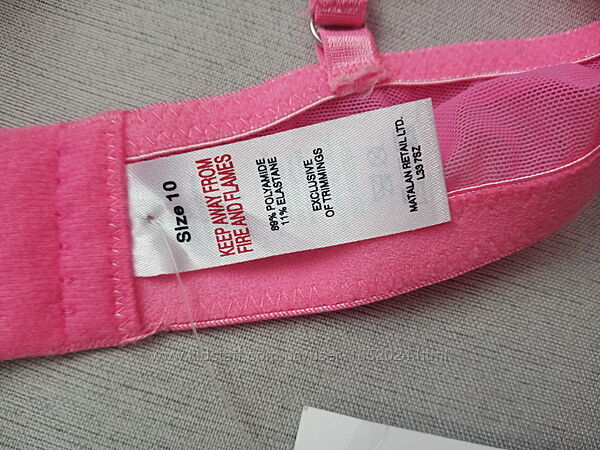 Size 10
KEEP AWAY FROM
FIRE AND FLAMES
89% POLYAMIDE
11% ELASTANE
EXCLUSIVE
OF TRIMMINGS
MATALAN RETAIL LTD.
L33 7SZ